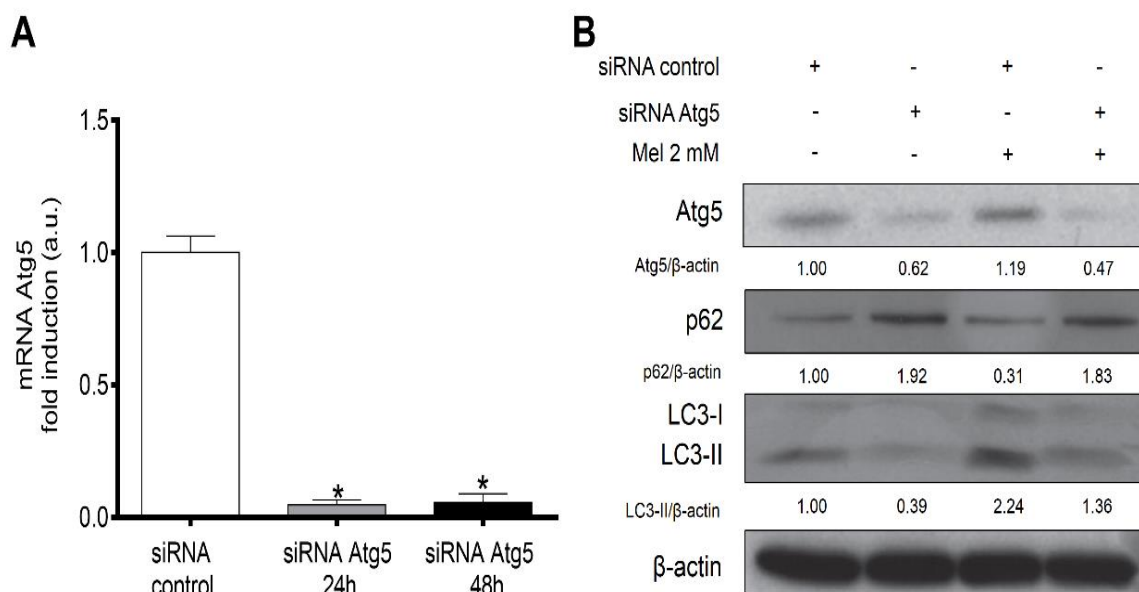 A
mRNA Atg5
fold induction (a.u.)
1.5
1.0
0.5
0.0
*
*
siRNA
control
siRNA Atg5
24h
siRNA Atg5
48h
B
siRNA control + - + -
siRNA Atg5 - + - +
Mel 2 mM - - + +
Atg5
Atg5/β-actin 1.00 0.62 1.19 0.47
p62
p62/β-actin 1.00 1.92 0.31 1.83
LC3-I
LC3-II
LC3-II/β-actin 1.00 0.39 2.24 1.36
β-actin